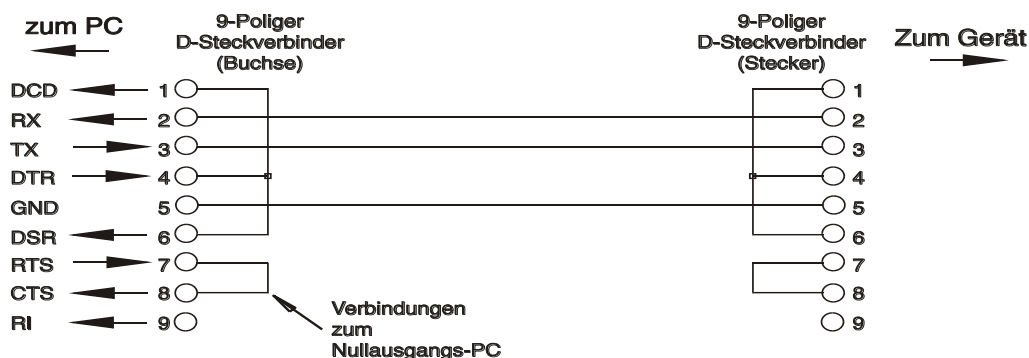 zum PC
9-Poliger
D-Steckverbinder
(Buchse)
9-Poliger
D-Steckverbinder
(Stecker)
Zum Gerät
DCD 1 1
RX 2 2
TX 3 3
DTR 4 4
GND 5 5
DSR 6 6
RTS 7 7
CTS 8 8
RI 9 9
Verbindungen
zum
Nullausgangs-PC